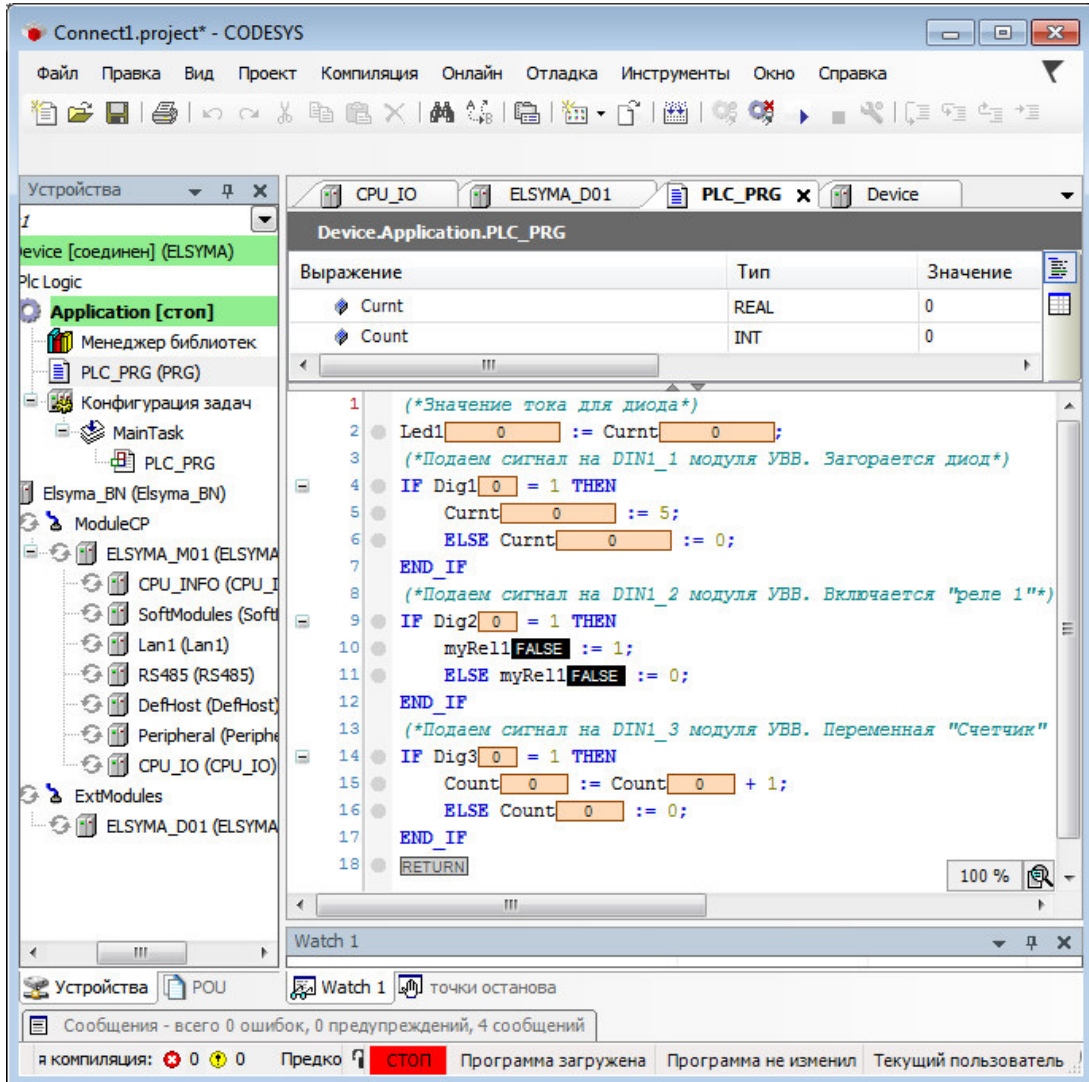 Connect1.project* - CODESYS
Файл Правка Вид Проект Компиляция Онлайн Отладка Инструменты Окно Справка
Устройства
1
evice [соединен] (ELSYMA)
Plc Logic
Application [стоп]
Менеджер библиотек
PLC_PRG (PRG)
Конфигурация задач
MainTask
PLC_PRG
Elsyma_BN (Elsyma_BN)
ModuleCP
ELSYMA_M01 (ELSYMA
CPU_INFO (CPU_I
SoftModules (Soft
Lan1 (Lan1)
RS485 (RS485)
DefHost (DefHost)
Peripheral (Periphe
CPU_IO (CPU_IO)
ExtModules
ELSYMA_D01 (ELSYMA
Устройства POU
CPU_IO ELSYMA_D01 PLC_PRG Device
Device.Application.PLC_PRG
Выражение Тип Значение
Curnt REAL 0
Count INT 0
1 (*Значение тока для диода*)
2 Led1 0 := Curnt 0 ;
3 (*Подаем сигнал на DIN1_1 модуля УВВ. Загорается диод*)
4 IF Dig1 0 = 1 THEN
5 Curnt 0 := 5;
6 ELSE Curnt 0 := 0;
7 END_IF
8 (*Подаем сигнал на DIN1_2 модуля УВВ. Включается "реле 1"*)
9 IF Dig2 0 = 1 THEN
10 myRel1 FALSE := 1;
11 ELSE myRel1 FALSE := 0;
12 END_IF
13 (*Подаем сигнал на DIN1_3 модуля УВВ. Переменная "Счетчик"
14 IF Dig3 0 = 1 THEN
15 Count 0 := Count 0 + 1;
16 ELSE Count 0 := 0;
17 END_IF
18 RETURN
100 %
Watch 1
Watch 1 точки останова
Сообщения - всего 0 ошибок, 0 предупреждений, 4 сообщений
я компиляция: 0 0 Предко СТОП Программа загружена Программа не изменил Текущий пользователь